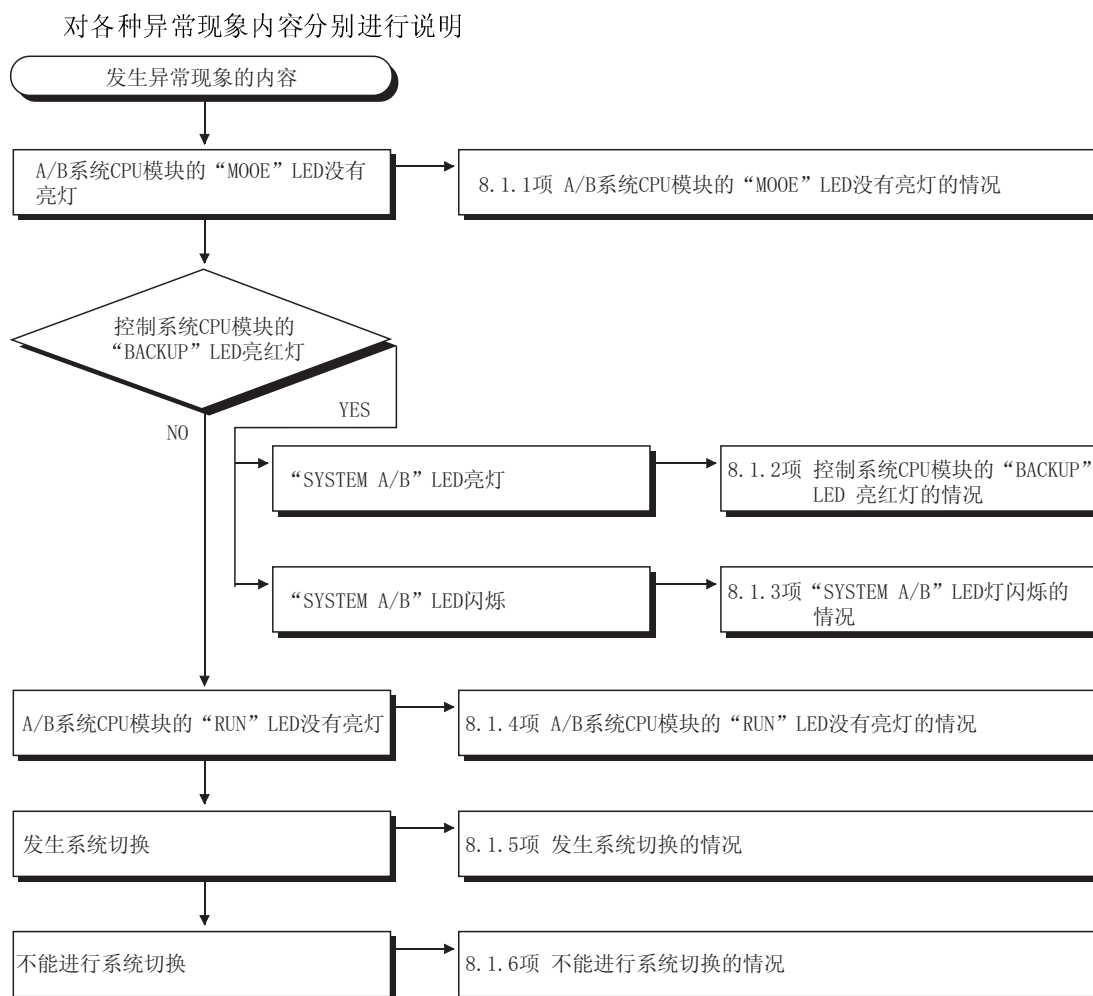 对各种异常现象内容分别进行说明
发生异常现象的内容
A/B系统CPU模块的“MOOE”LED没有
亮灯
8.1.1项 A/B系统CPU模块的“MOOE”LED没有亮灯的情况
控制系统CPU模块的
“BACKUP”LED亮红灯
YES
NO
“SYSTEM A/B”LED亮灯
8.1.2项 控制系统CPU模块的“BACKUP”
LED 亮红灯的情况
“SYSTEM A/B”LED闪烁
8.1.3项“SYSTEM A/B”LED灯闪烁的
情况
A/B系统CPU模块的“RUN”LED没有亮灯
8.1.4项 A/B系统CPU模块的“RUN”LED没有亮灯的情况
发生系统切换
8.1.5项 发生系统切换的情况
不能进行系统切换
8.1.6项 不能进行系统切换的情况